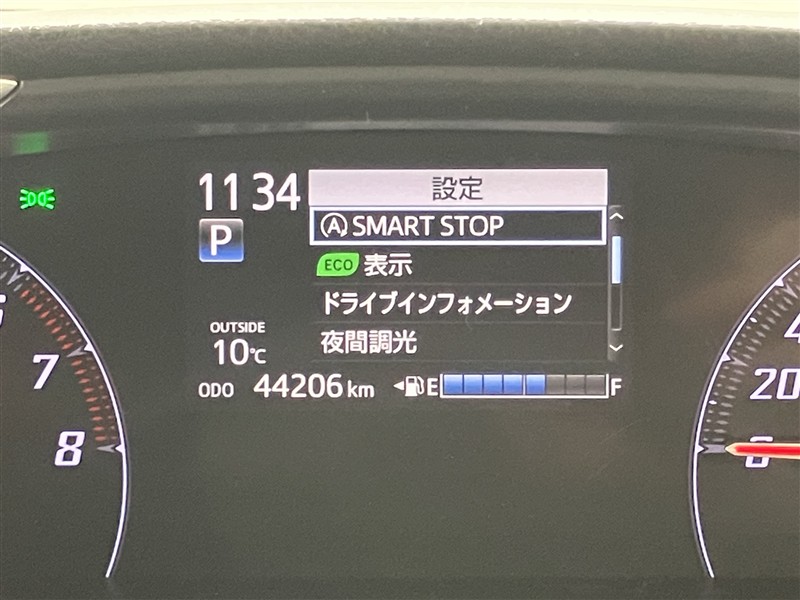 11 34
設定
P
SMART STOP
ECO 表示
ドライブインフォメーション
OUTSIDE
10℃
夜間調光
ODO 44206 km
E F
7
8
20
0